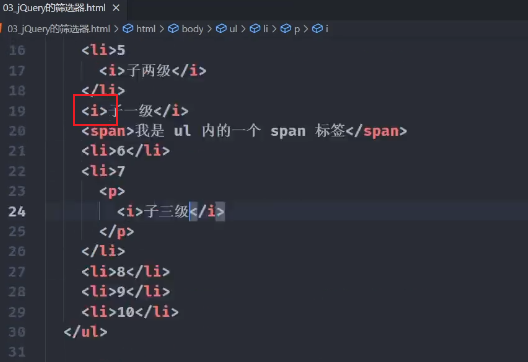 03_jQuery的筛选器.html ×
03_jQuery的筛选器.html > html > body > ul > li > p > i
16 <li>5
17 <i>子两级</i>
18 </li>
19 <i>子一级</i>
20 <span>我是 ul 内的一个 span 标签</span>
21 <li>6</li>
22 <li>7
23 <p>
24 <i>子三级</i>
25 </p>
26 </li>
27 <li>8</li>
28 <li>9</li>
29 <li>10</li>
30 </ul>
31